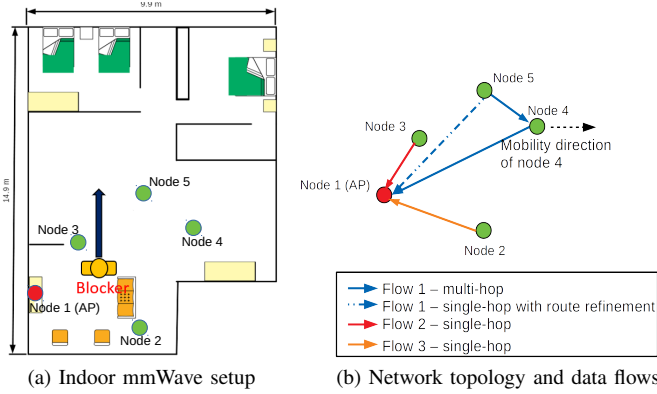 9.9 m
14.9 m
Node 5
Node 3
Node 4
Blocker
Node 1 (AP)
Node 2
(a) Indoor mmWave setup
Node 5
Node 4
Node 3
Mobility direction
of node 4
Node 1 (AP)
Node 2
Flow 1 – multi-hop
Flow 1 – single-hop with route refinement
Flow 2 – single-hop
Flow 3 – single-hop
(b) Network topology and data flows